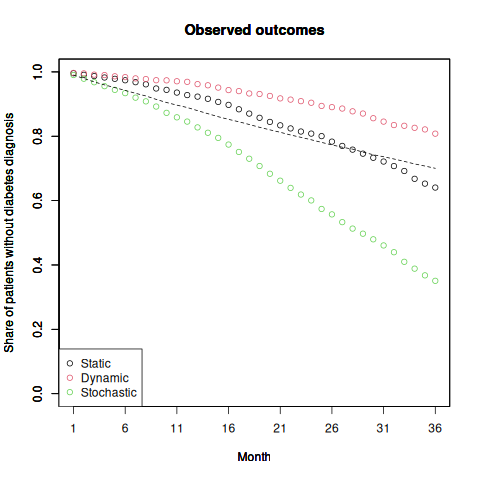 Observed outcomes
Share of patients without diabetes diagnosis
1.0
0.8
0.6
0.4
0.2
0.0
Static
Dynamic
Stochastic
1 6 11 16 21 26 31 36
Month